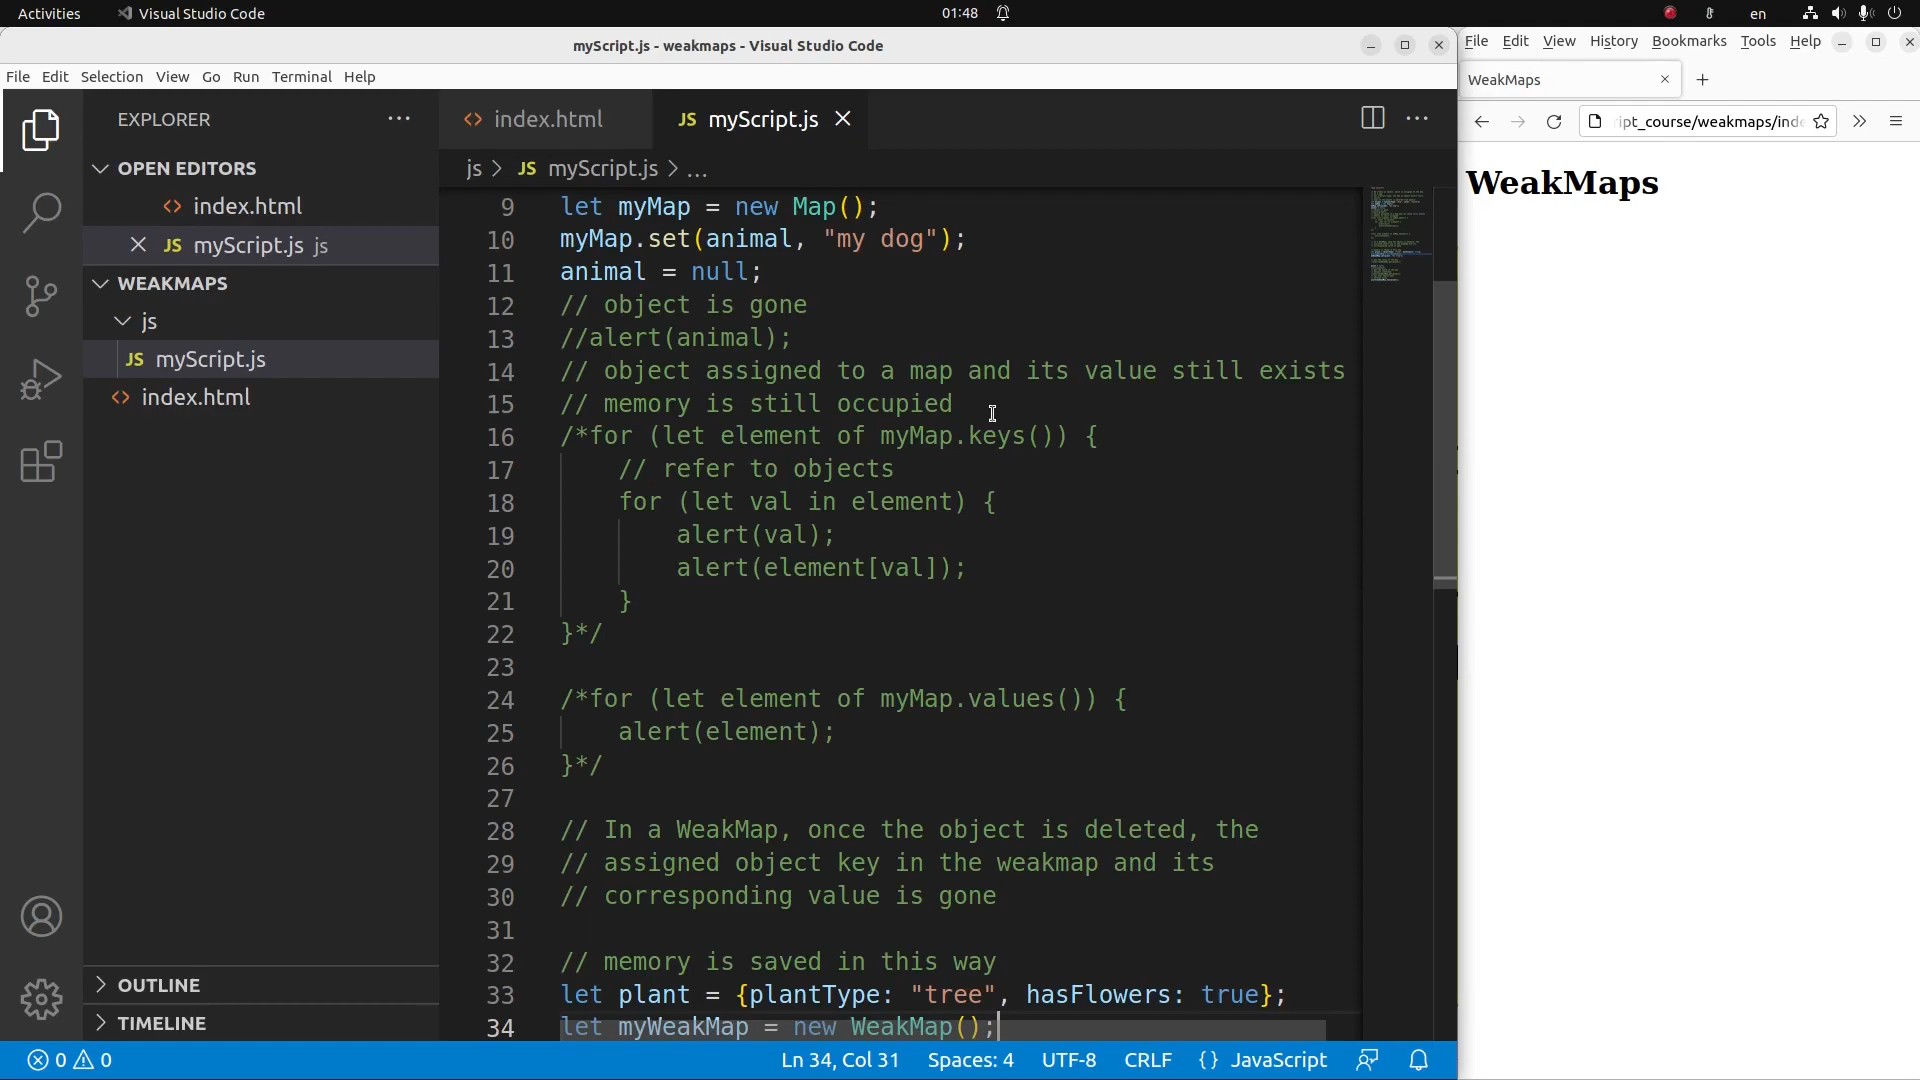 Activities
Visual Studio Code
01:48
en
myScript.js - weakmaps - Visual Studio Code
File Edit Selection View Go Run Terminal Help
EXPLORER
OPEN EDITORS
index.html
JS myScript.js js
WEAKMAPS
js
JS myScript.js
index.html
OUTLINE
TIMELINE
index.html
JS myScript.js
js > JS myScript.js > ...
9 let myMap = new Map();
10 myMap.set(animal, "my dog");
11 animal = null;
12 // object is gone
13 //alert(animal);
14 // object assigned to a map and its value still exists
15 // memory is still occupied
16 /*for (let element of myMap.keys()) {
17 // refer to objects
18 for (let val in element) {
19 alert(val);
20 alert(element[val]);
21 }
22 }*/
23
24 /*for (let element of myMap.values()) {
25 alert(element);
26 }*/
27
28 // In a WeakMap, once the object is deleted, the
29 // assigned object key in the weakmap and its
30 // corresponding value is gone
31
32 // memory is saved in this way
33 let plant = {plantType: "tree", hasFlowers: true};
34 let myWeakMap = new WeakMap();
0 0
Ln 34, Col 31 Spaces: 4 UTF-8 CRLF {} JavaScript
File Edit View History Bookmarks Tools Help
WeakMaps
ript_course/weakmaps/inde
WeakMaps